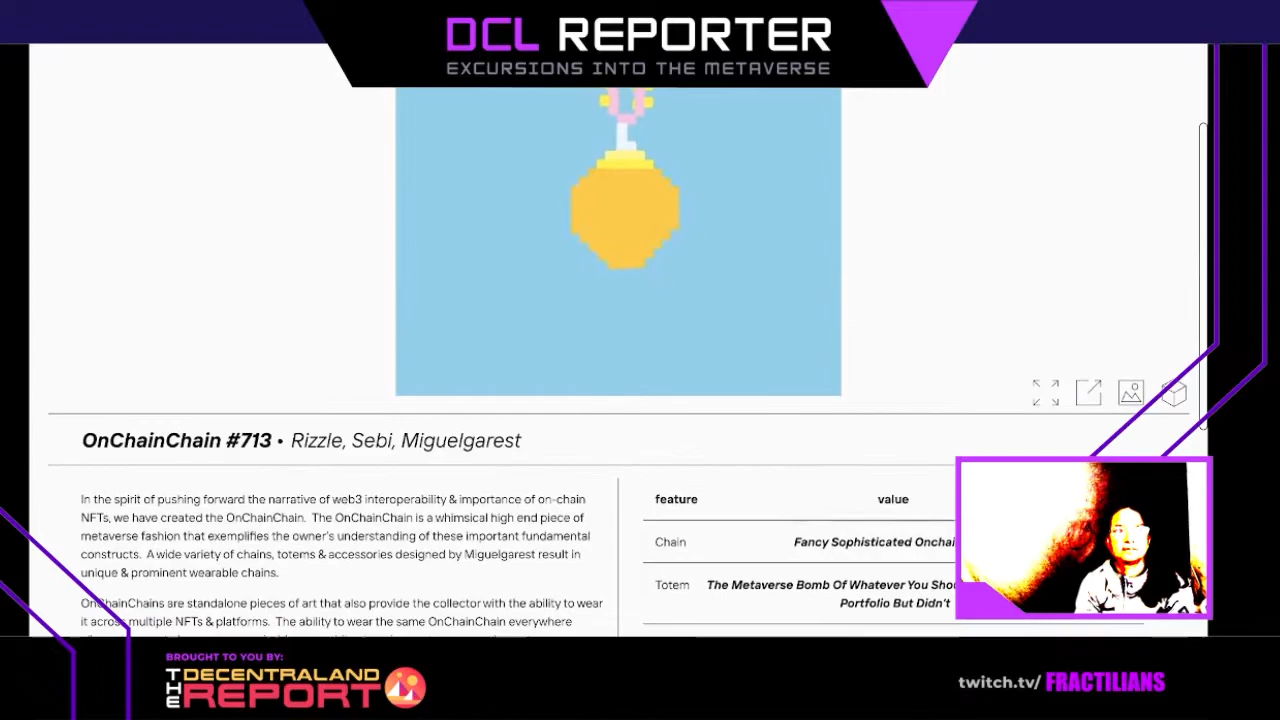 DCL REPORTER
EXCURSIONS INTO THE METAVERSE
OnChainChain #713 • Rizzle, Sebi, Miguelgarest
In the spirit of pushing forward the narrative of web3 interoperability & importance of on-chain
NFTs, we have created the OnChainChain. The OnChainChain is a whimsical high end piece of
metaverse fashion that exemplifies the owner's understanding of these important fundamental
constructs. A wide variety of chains, totems & accessories designed by Miguelgarest result in
unique & prominent wearable chains.
OnChainChains are standalone pieces of art that also provide the collector with the ability to wear
it across multiple NFTs & platforms. The ability to wear the same OnChainChain everywhere
feature value
Chain Fancy Sophisticated Onchai
Totem The Metaverse Bomb Of Whatever You Shou
Portfolio But Didn't
BROUGHT TO YOU BY:
THE DECENTRALAND
REPORT
twitch.tv/ FRACTILIANS